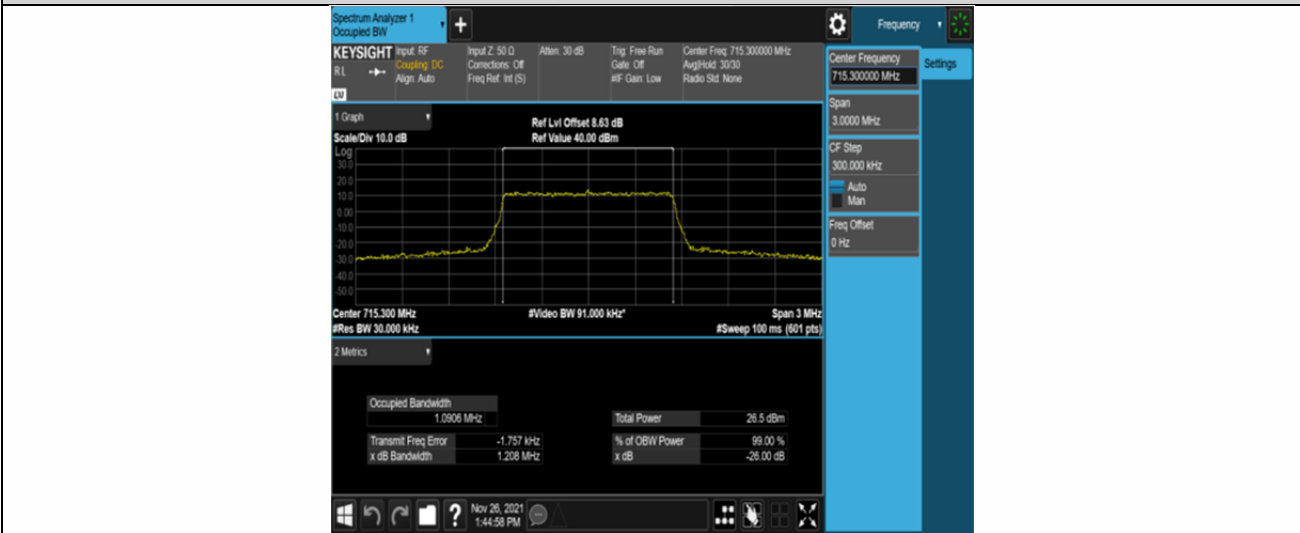 Spectrum Analyzer 1
Occupied BW
+
Frequency
KEYSIGHT Input: RF Input Z: 50 Ω Atten: 30 dB Trig: Free Run Center Freq: 715.300000 MHz
RL Coupling: DC Corrections: Off Gate: Off Avg|Hold: 30/30
Align: Auto Freq Ref: Int (S) #IF Gain: Low Radio Std: None
LM
Center Frequency
715.300000 MHz
Settings
Span
3.0000 MHz
CF Step
300.000 kHz
Auto
Man
Freq Offset
0 Hz
1 Graph
Ref Lvl Offset 8.63 dB
Scale/Div 10.0 dB Ref Value 40.00 dBm
Log
30.0
20.0
10.0
0.00
-10.0
-20.0
-30.0
-40.0
-50.0
Center 715.300 MHz #Video BW 91.000 kHz* Span 3 MHz
#Res BW 30.000 kHz #Sweep 100 ms (601 pts)
2 Metrics
Occupied Bandwidth
1.0906 MHz
Total Power 26.5 dBm
Transmit Freq Error -1.757 kHz % of OBW Power 99.00 %
x dB Bandwidth 1.208 MHz x dB -26.00 dB
?
Nov 26, 2021
1:44:58 PM